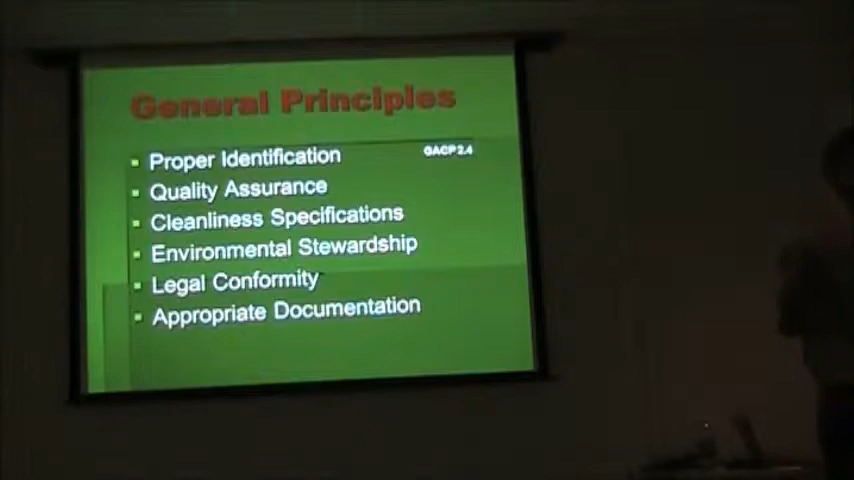 General Principles
Proper Identification
GACP 2.4
Quality Assurance
Cleanliness Specifications
Environmental Stewardship
Legal Conformity
Appropriate Documentation